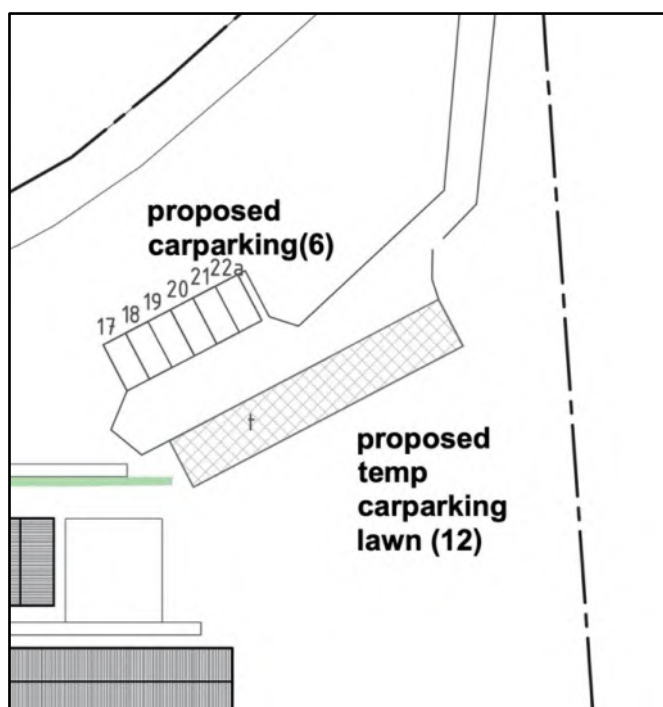 proposed
carparking(6)
17 18 19 20 21 22a
t
proposed
temp
carparking
lawn (12)